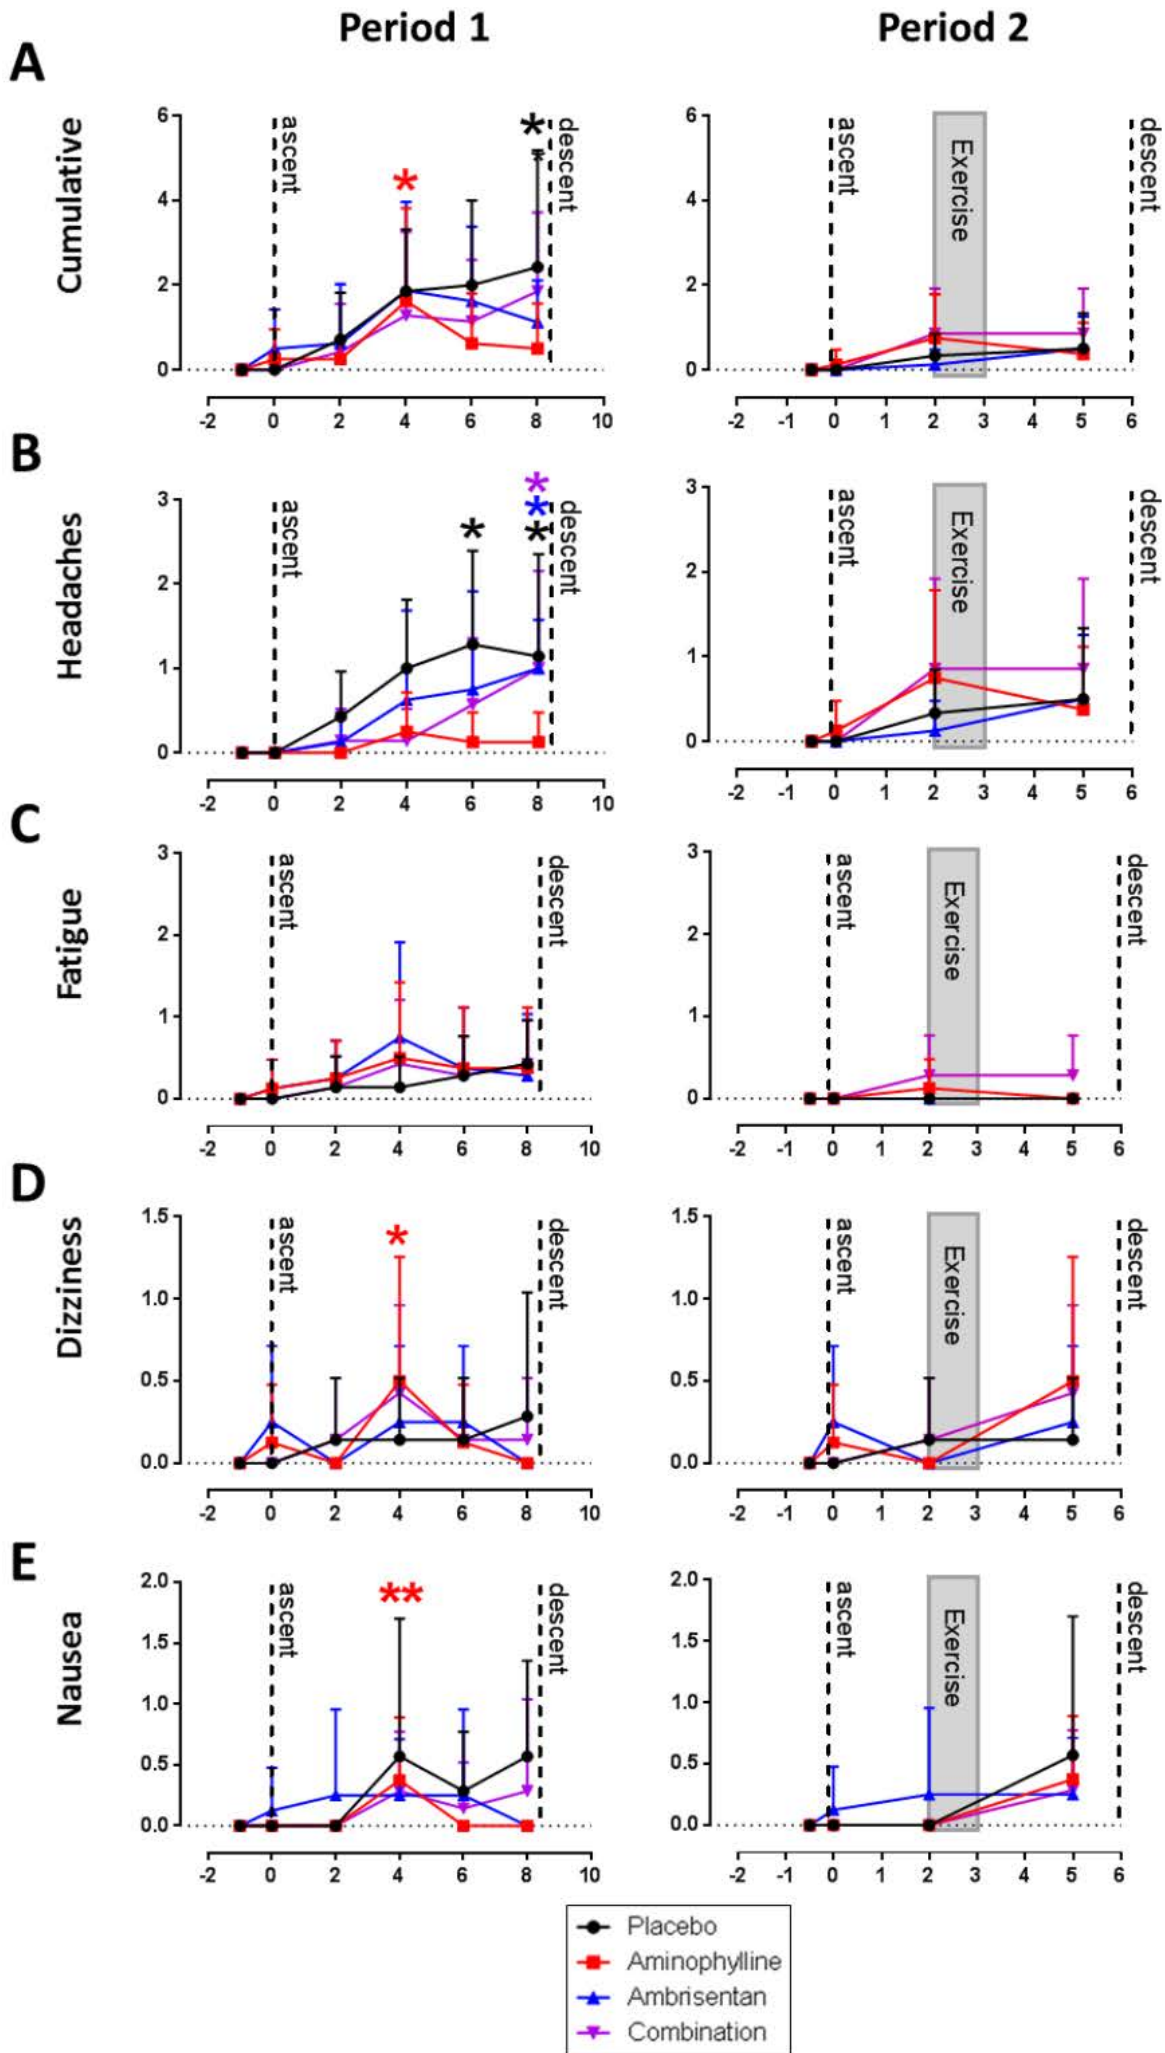 Period 1 Period 2
A
Cumulative
6 4 2 0
ascent
*
*
descent
-2 0 2 4 6 8 10
6 4 2 0
ascent
Exercise
descent
-2 -1 0 1 2 3 4 5 6
B
Headaches
3 2 1 0
ascent
*
*
*
*
descent
-2 0 2 4 6 8 10
3 2 1 0
ascent
Exercise
descent
-2 -1 0 1 2 3 4 5 6
C
Fatigue
3 2 1 0
ascent
descent
-2 0 2 4 6 8 10
3 2 1 0
ascent
Exercise
descent
-2 -1 0 1 2 3 4 5 6
D
Dizziness
1.5 1.0 0.5 0.0
ascent
*
descent
-2 0 2 4 6 8 10
1.5 1.0 0.5 0.0
ascent
Exercise
descent
-2 -1 0 1 2 3 4 5 6
E
Nausea
2.0 1.5 1.0 0.5 0.0
ascent
**
descent
-2 0 2 4 6 8 10
2.0 1.5 1.0 0.5 0.0
ascent
Exercise
descent
-2 -1 0 1 2 3 4 5 6
Placebo
Aminophylline
Ambrisentan
Combination